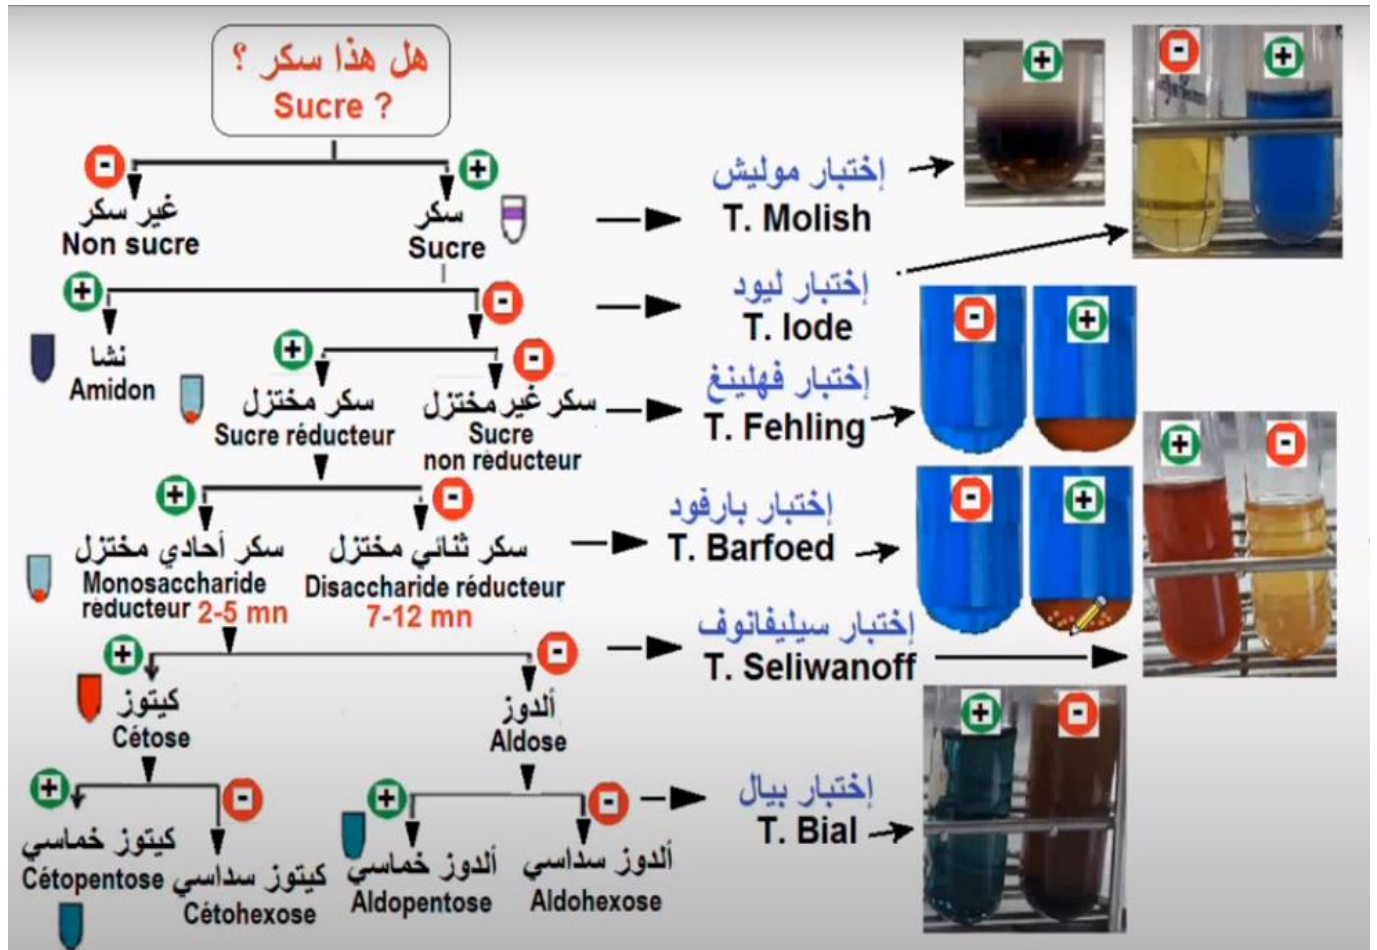 هل هذا سكر ؟
Sucre ?
غير سكر
Non sucre
سكر
Sucre
إختبار موليش
T. Molish
إختبار ليود
T. Iode
نشا
Amidon
سكر مختزل
Sucre réducteur
سكر غير مختزل
Sucre
non rèducteur
إختبار فهلينغ
T. Fehling
سكر أحادي مختزل
Monosaccharide
rèducteur 2-5 mn
سكر ثنائي مختزل
Disaccharide réducteur
7-12 mn
إختبار بارفود
T. Barfoed
إختبار سيليفانوف
T. Seliwanoff
كيتوز
Cétose
ألدوز
Aldose
إختبار بيال
T. Bial
كيتوز خماسي
Cétopentose
كيتوز سداسي
Cétohexose
ألدوز خماسي
Aldopentose
ألدوز سداسي
Aldohexose